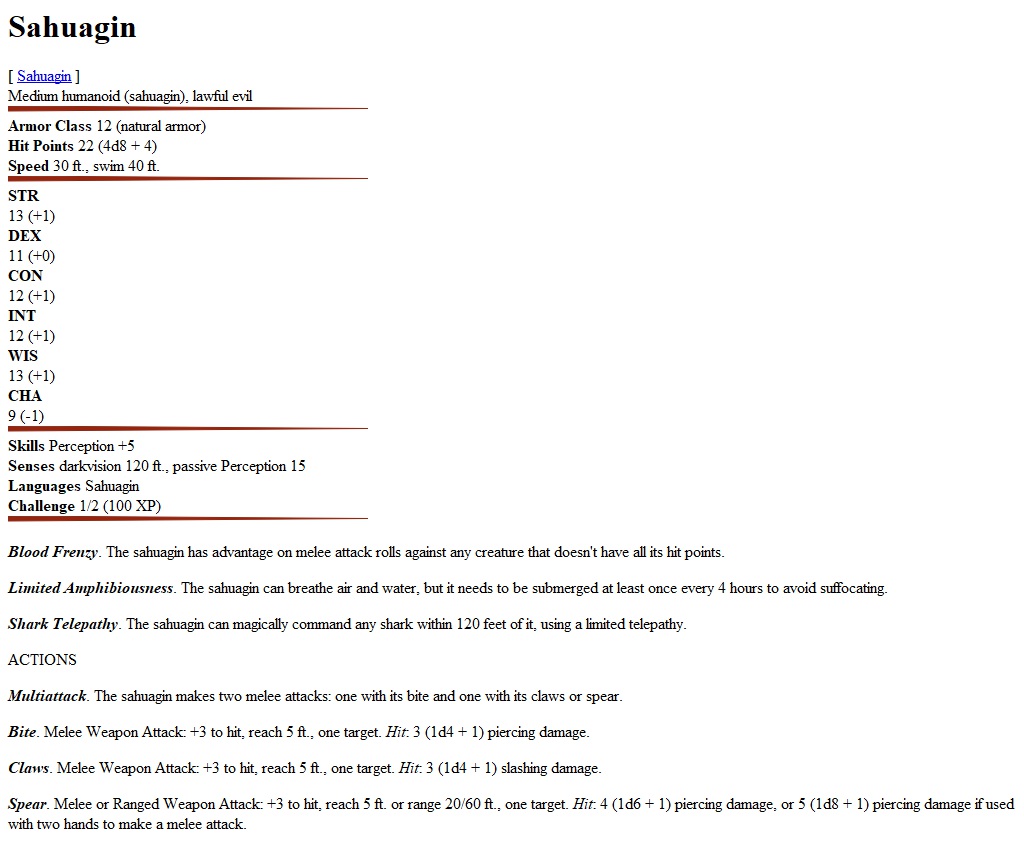 Sahuagin
[ Sahuagin ]
Medium humanoid (sahuagin), lawful evil
Armor Class 12 (natural armor)
Hit Points 22 (4d8 + 4)
Speed 30 ft., swim 40 ft.
STR
13 (+1)
DEX
11 (+0)
CON
12 (+1)
INT
12 (+1)
WIS
13 (+1)
CHA
9 (-1)
Skills Perception +5
Senses darkvision 120 ft., passive Perception 15
Languages Sahuagin
Challenge 1/2 (100 XP)
Blood Frenzy. The sahuagin has advantage on melee attack rolls against any creature that doesn't have all its hit points.
Limited Amphibiousness. The sahuagin can breathe air and water, but it needs to be submerged at least once every 4 hours to avoid suffocating.
Shark Telepathy. The sahuagin can magically command any shark within 120 feet of it, using a limited telepathy.
ACTIONS
Multiattack. The sahuagin makes two melee attacks: one with its bite and one with its claws or spear.
Bite. Melee Weapon Attack: +3 to hit, reach 5 ft., one target. Hit: 3 (1d4 + 1) piercing damage.
Claws. Melee Weapon Attack: +3 to hit, reach 5 ft., one target. Hit: 3 (1d4 + 1) slashing damage.
Spear. Melee or Ranged Weapon Attack: +3 to hit, reach 5 ft. or range 20/60 ft., one target. Hit: 4 (1d6 + 1) piercing damage, or 5 (1d8 + 1) piercing damage if used
with two hands to make a melee attack.